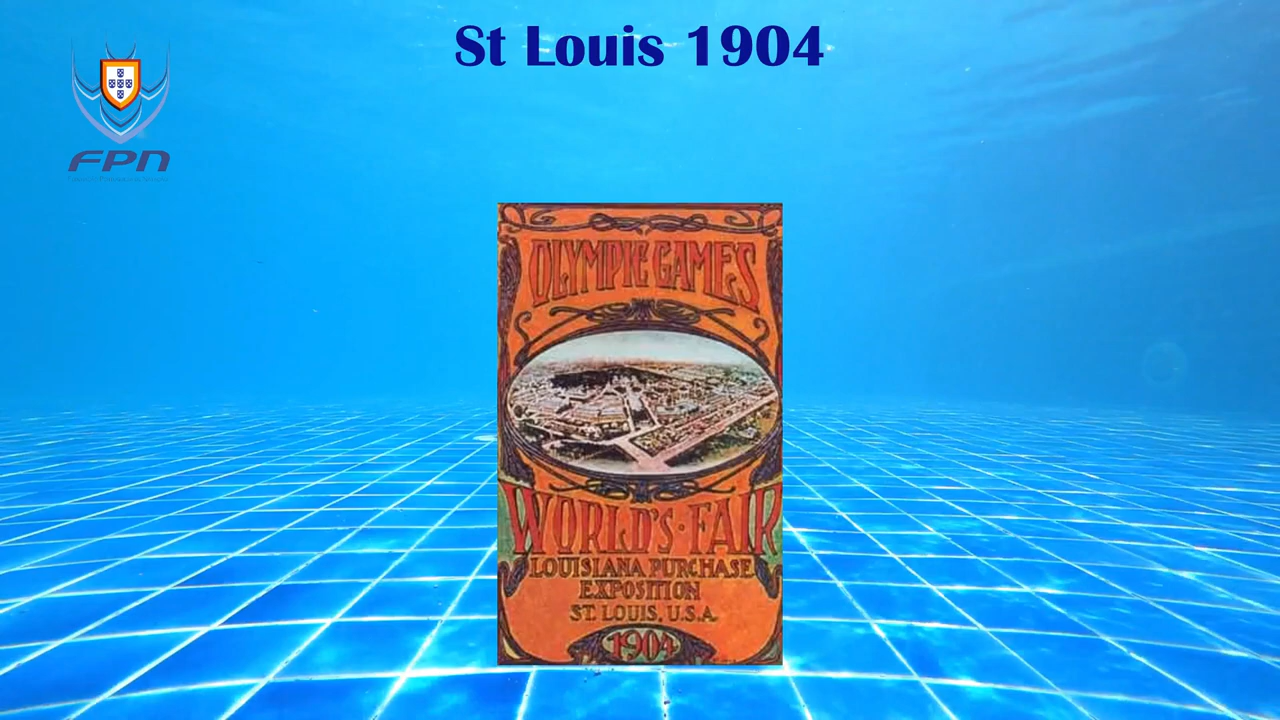 St Louis 1904
FPN
OLYMPIC GAMES
WORLD'S·FAIR
LOUISIANA PURCHASE
EXPOSITION
ST. LOUIS, U.S.A.
1904